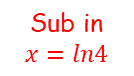 Sub in
x = ln4